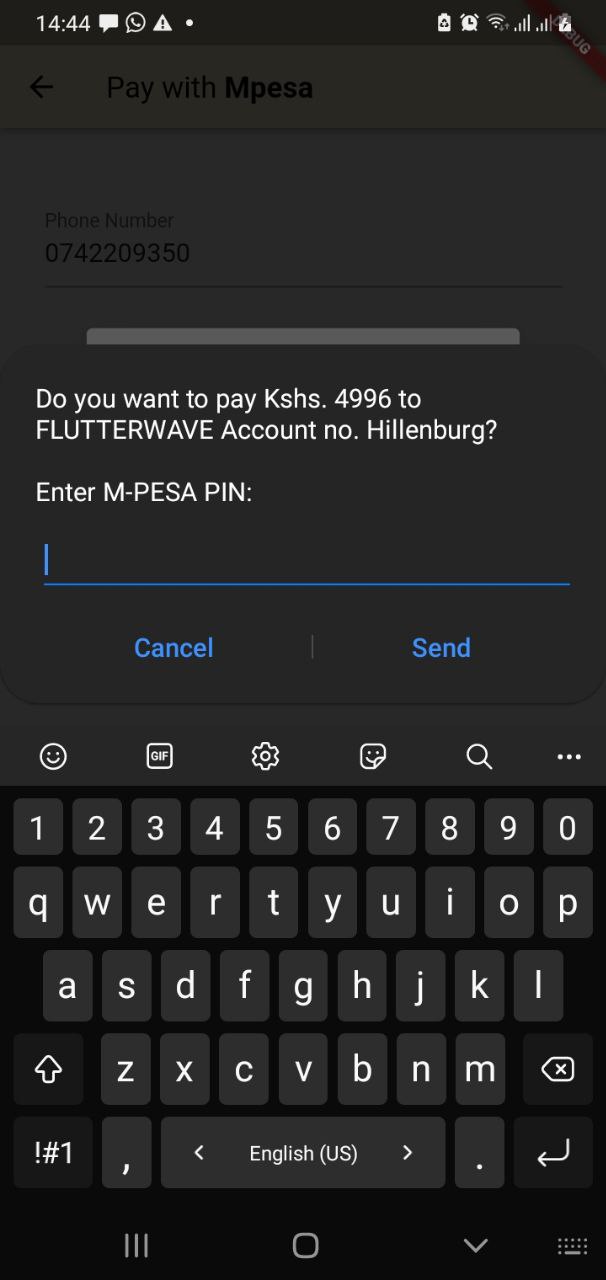 14:44
DEBUG
Pay with Mpesa
Phone Number
0742209350
Do you want to pay Kshs. 4996 to
FLUTTERWAVE Account no. Hillenburg?
Enter M-PESA PIN:
Cancel | Send
GIF
1 2 3 4 5 6 7 8 9 0
q w e r t y u i o p
a s d f g h j k l
z x c v b n m
!#1 , < English (US) > .